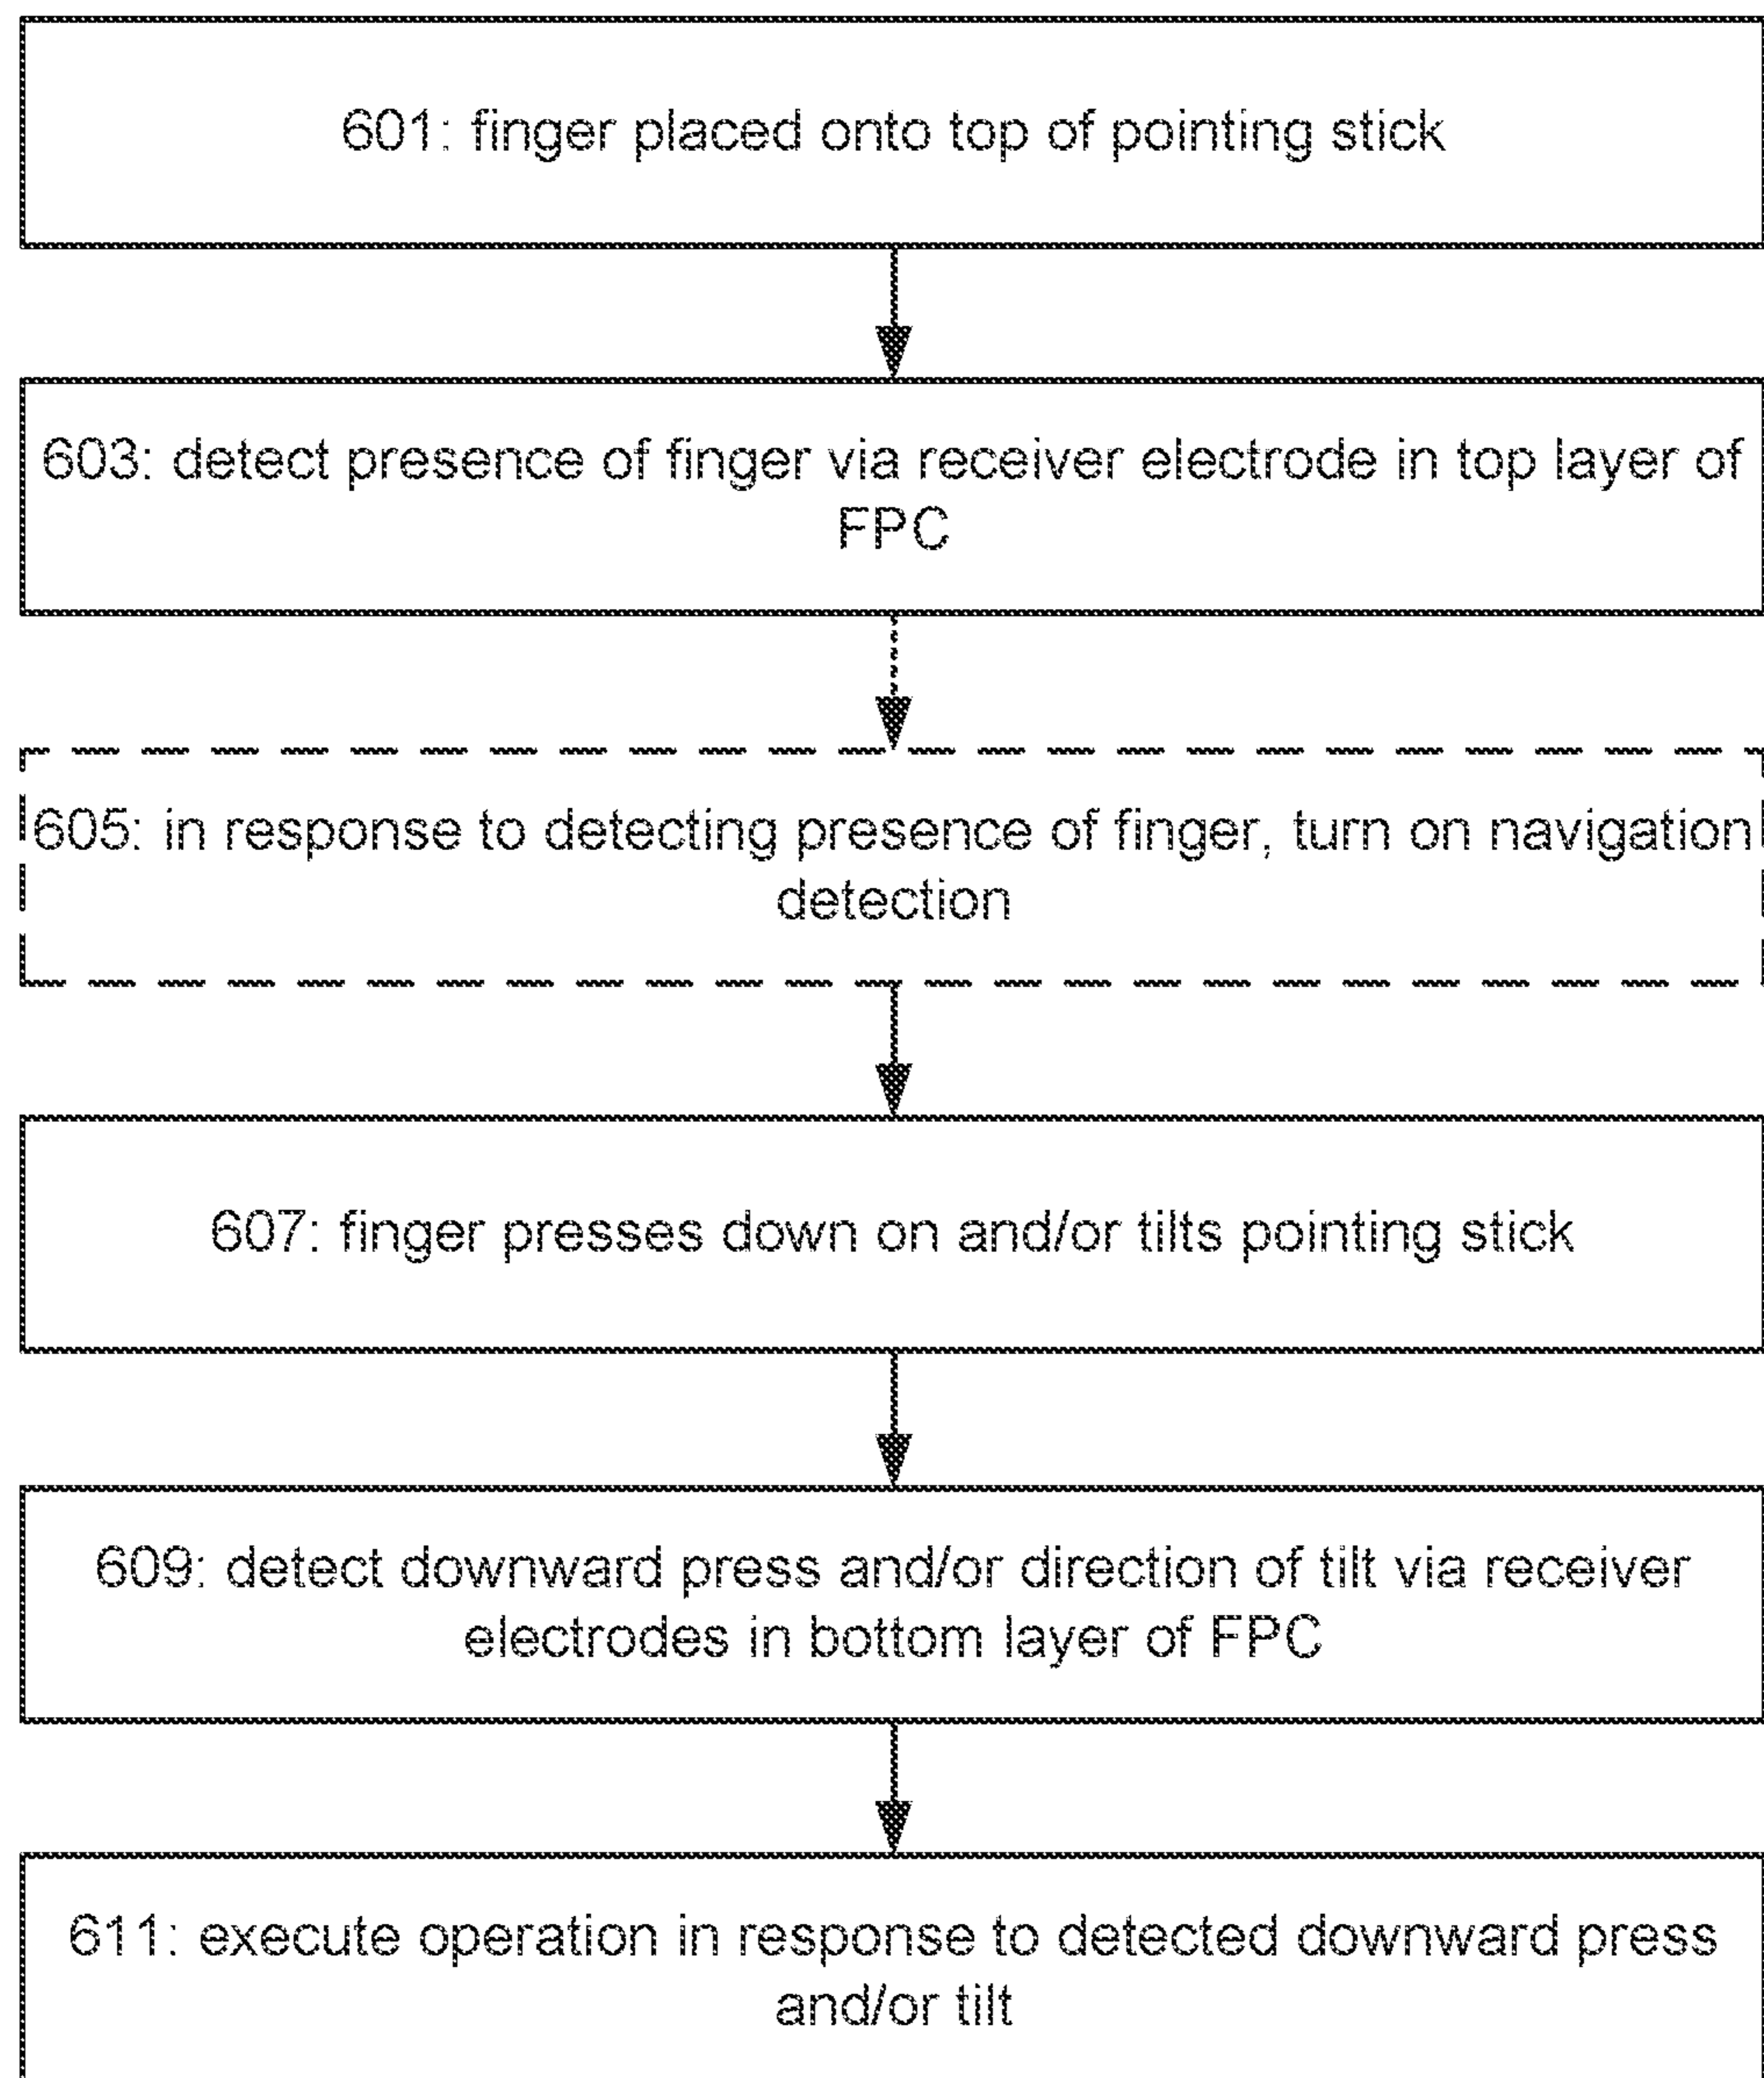 601: finger placed onto top of pointing stick
603: detect presence of finger via receiver electrode in top layer of
FPC
605: in response to detecting presence of finger, turn on navigation
detection
607: finger presses down on and/or tilts pointing stick
609: detect downward press and/or direction of tilt via receiver
electrodes in bottom layer of FPC
611: execute operation in response to detected downward press
and/or tilt